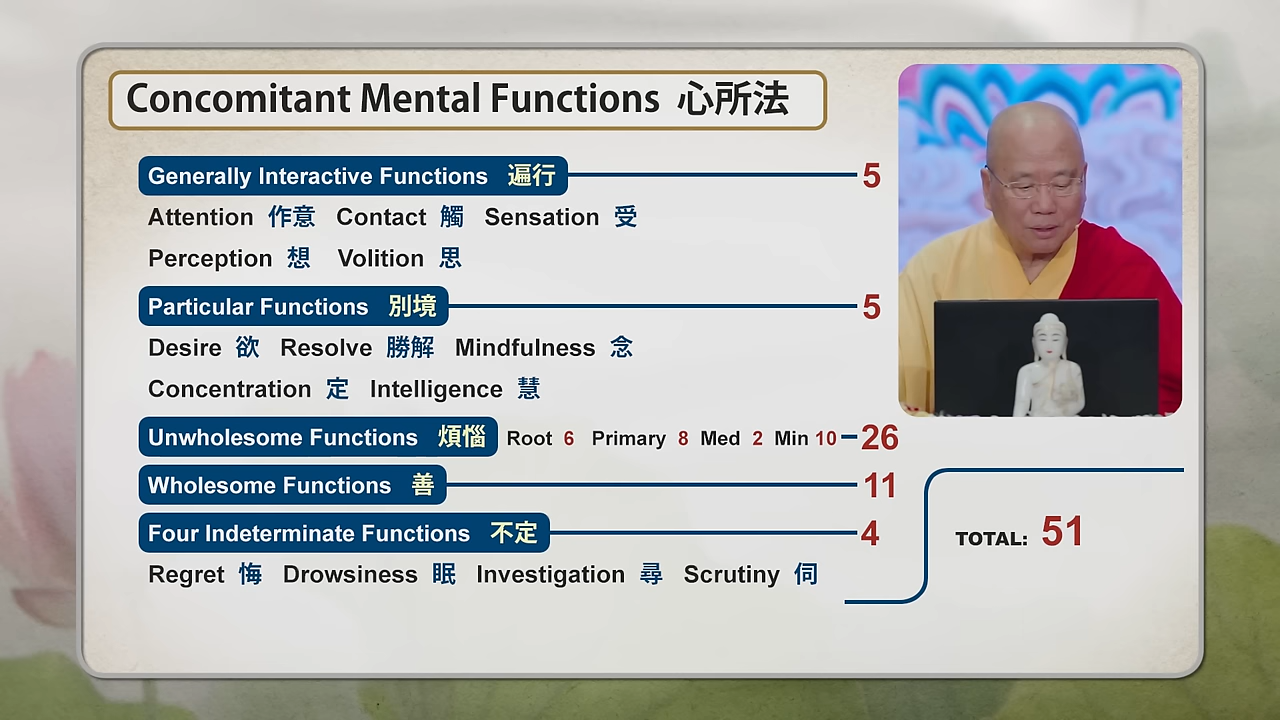 Concomitant Mental Functions 心所法
Generally Interactive Functions 遍行 5
Attention 作意 Contact 觸 Sensation 受
Perception 想 Volition 思
Particular Functions 別境 5
Desire 欲 Resolve 勝解 Mindfulness 念
Concentration 定 Intelligence 慧
Unwholesome Functions 煩惱 Root 6 Primary 8 Med 2 Min 10 26
Wholesome Functions 善 11
Four Indeterminate Functions 不定 4
Regret 悔 Drowsiness 眠 Investigation 尋 Scrutiny 伺
TOTAL: 51